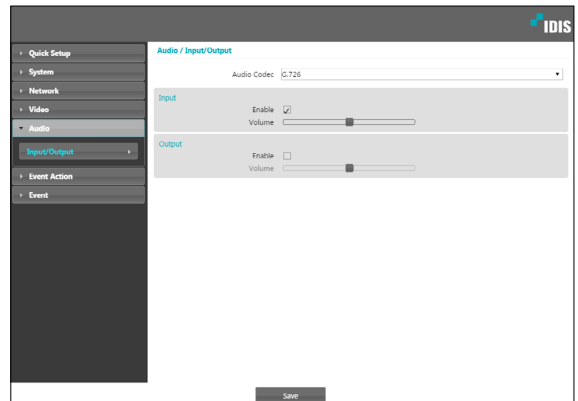 IDIS
Quick Setup
System
Network
Video
Audio
Input/Output
Event Action
Event
Audio / Input/Output
Audio Codec G.726
Input
Enable
Volume
Output
Enable
Volume
Save